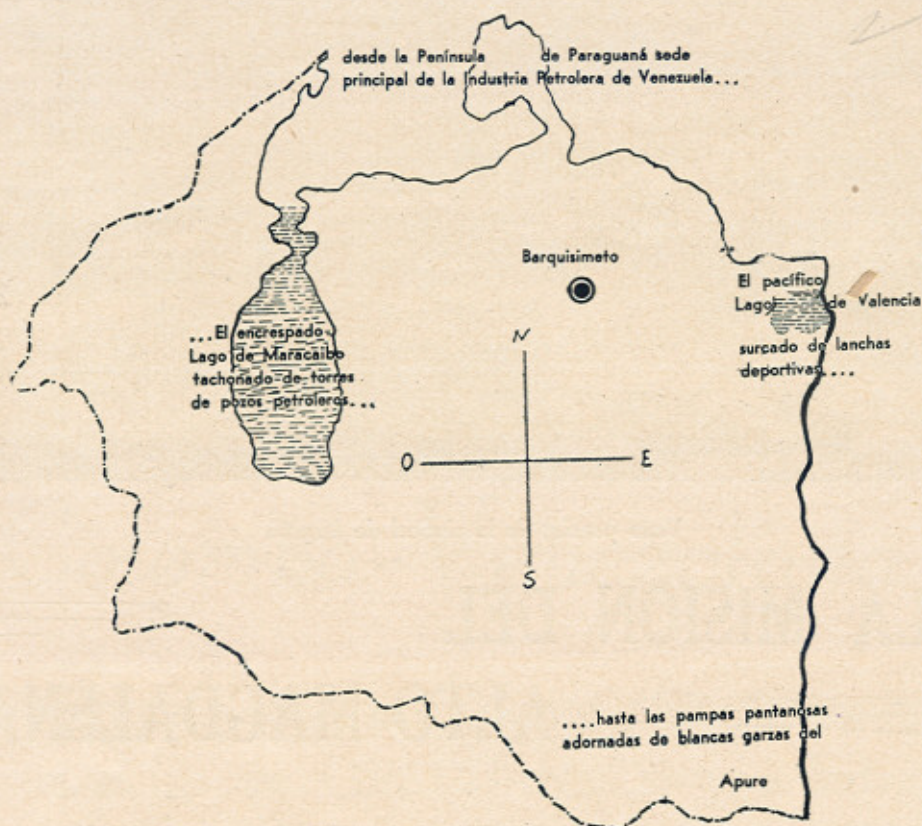 desde la Península de Paraguaná sede
principal de la Industria Petrolera de Venezuela...
Barquisimeto
El pacífico
Lago de Valencia
surcado de lanchas
deportivas....
...El encrespado
Lago de Maracaibo
tachonado de torres
de pozos petroleros...
N
O
E
S
....hasta las pampas pantanosas
adornadas de blancas garzas del
Apure